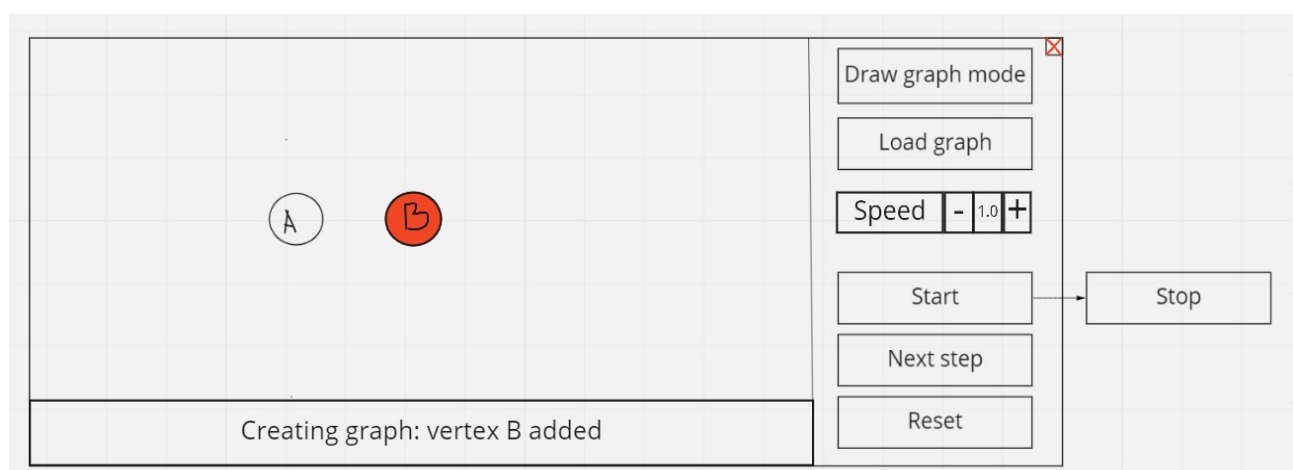 Draw graph mode
Load graph
Speed - 1.0 +
A B
Start Stop
Next step
Reset
Creating graph: vertex B added